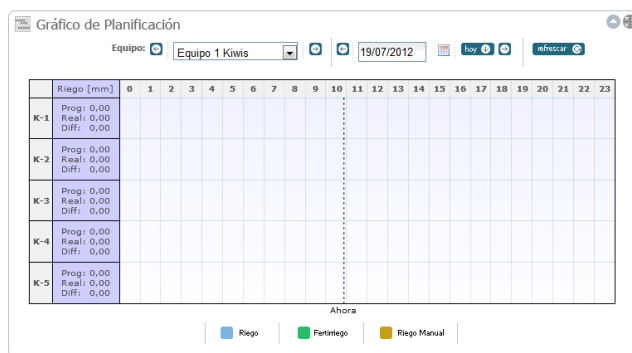 Gráfico de Planificación
Equipo: Equipo 1 Kiwis 19/07/2012 hoy refrescar
Riego [mm] 0 1 2 3 4 5 6 7 8 9 10 11 12 13 14 15 16 17 18 19 20 21 22 23
K-1 Prog: 0,00
Real: 0,00
Diff: 0,00
K-2 Prog: 0,00
Real: 0,00
Diff: 0,00
K-3 Prog: 0,00
Real: 0,00
Diff: 0,00
K-4 Prog: 0,00
Real: 0,00
Diff: 0,00
K-5 Prog: 0,00
Real: 0,00
Diff: 0,00
Ahora
Riego Fertirriego Riego Manual